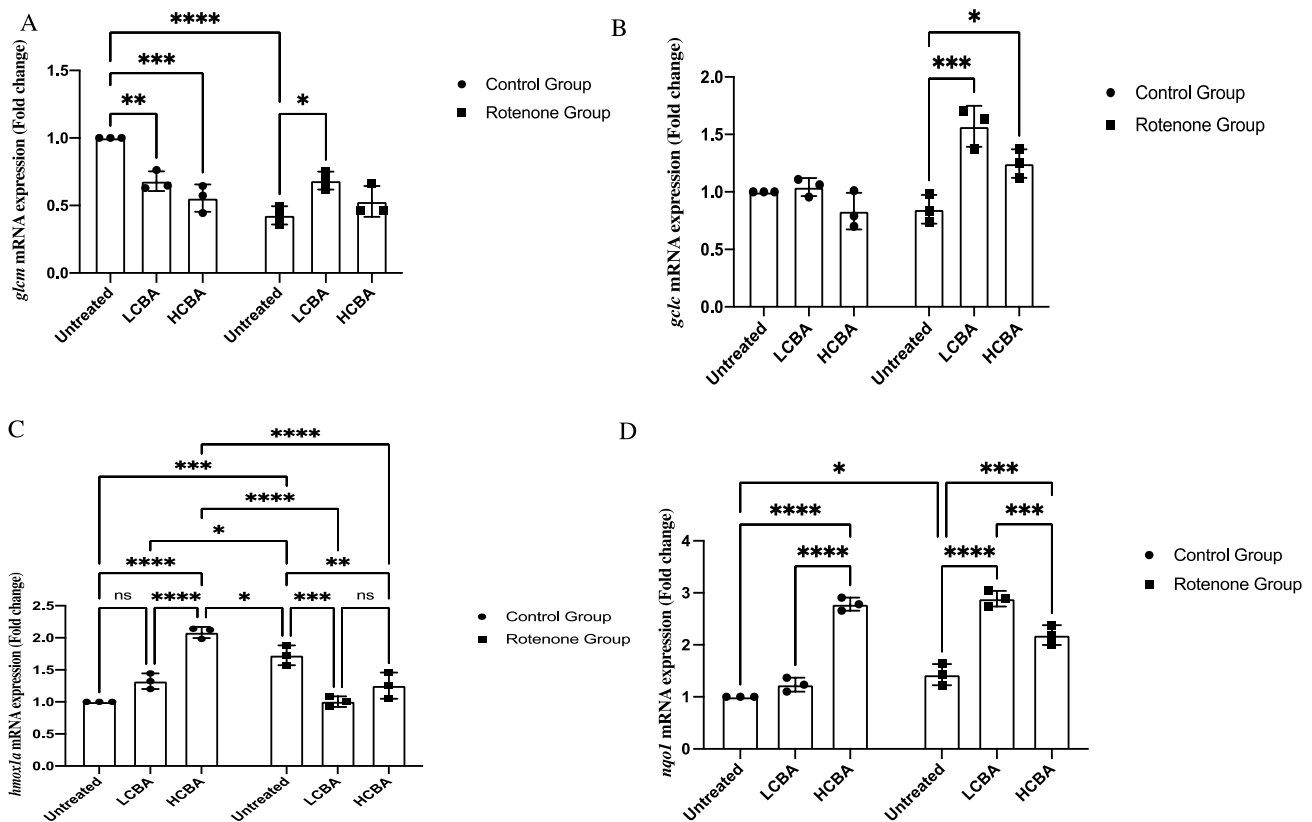 A
****
***
**
*
glcm mRNA expression (Fold change)
1.5
1.0
0.5
0.0
Untreated
LCBA
HCBA
Untreated
LCBA
HCBA
Control Group
Rotenone Group
B
*
***
gclc mRNA expression (Fold change)
2.0
1.5
1.0
0.5
0.0
Untreated
LCBA
HCBA
Untreated
LCBA
HCBA
Control Group
Rotenone Group
C
****
***
****
*
****
**
ns
****
*
***
ns
hmox1a mRNA expression (Fold change)
2.5
2.0
1.5
1.0
0.5
0.0
Untreated
LCBA
HCBA
Untreated
LCBA
HCBA
Control Group
Rotenone Group
D
*
***
****
***
****
****
nqo1 mRNA expression (Fold change)
4
3
2
1
0
Untreated
LCBA
HCBA
Untreated
LCBA
HCBA
Control Group
Rotenone Group